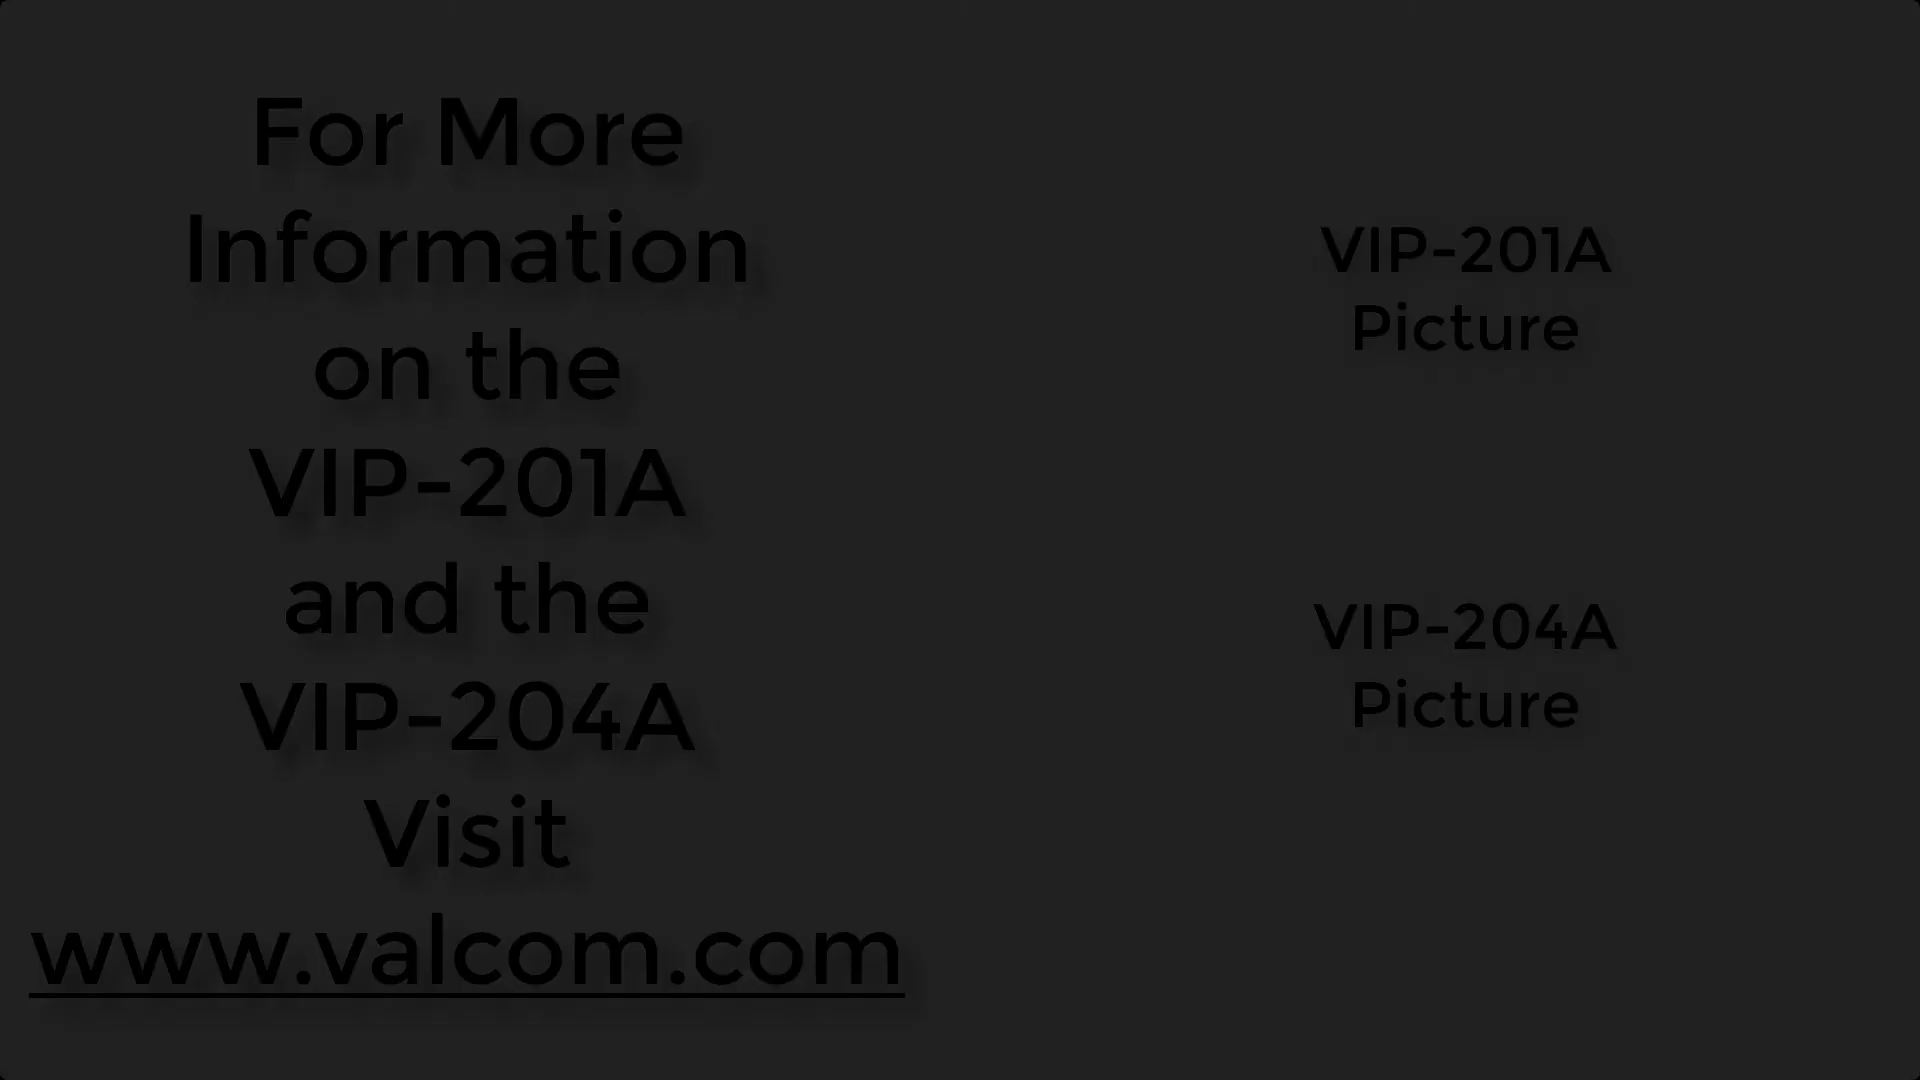 For More
Information
on the
VIP-201A
and the
VIP-204A
Visit
www.valcom.com
VIP-201A
Picture
VIP-204A
Picture